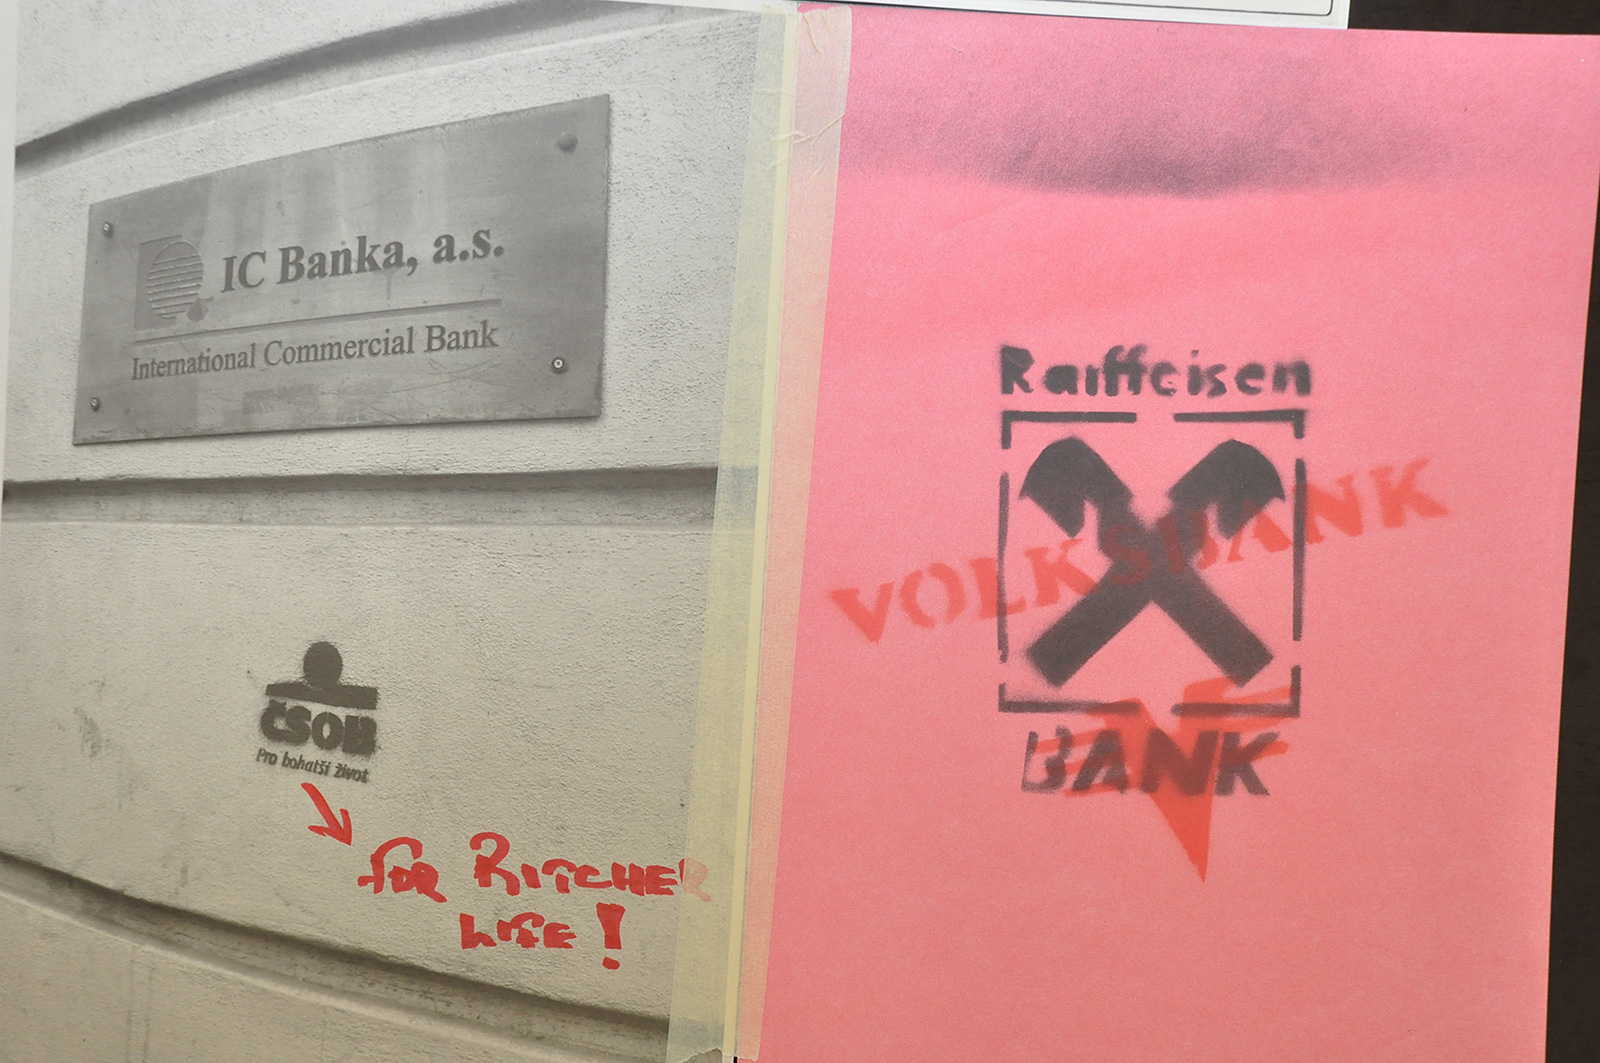 IC Banka, a.s.
International Commercial Bank
ČSOB
Pro bohatší život
FOR RITCHER
LIFE!
Raiffeisen
VOLKSBANK
BANK